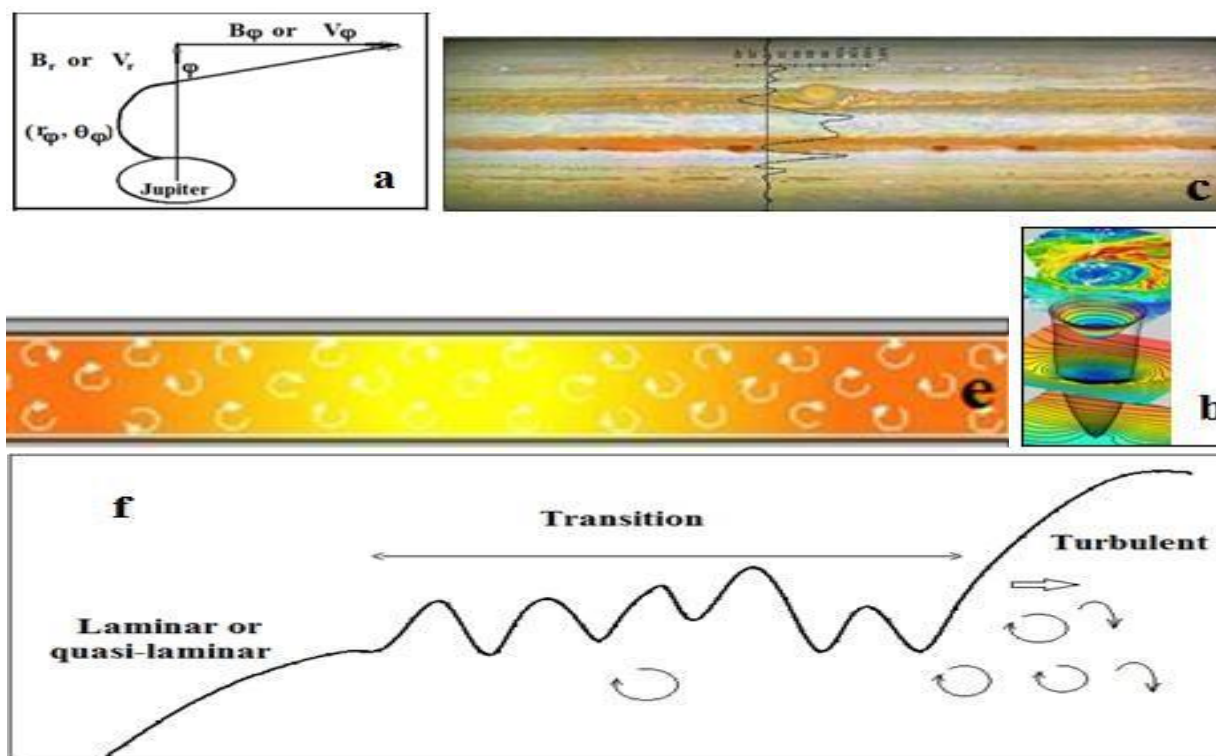 Bφ or Vφ
Br or Vr
φ
(rφ, θφ)
Jupiter
a
c
e
b
f
Transition
Turbulent
Laminar or
quasi-laminar